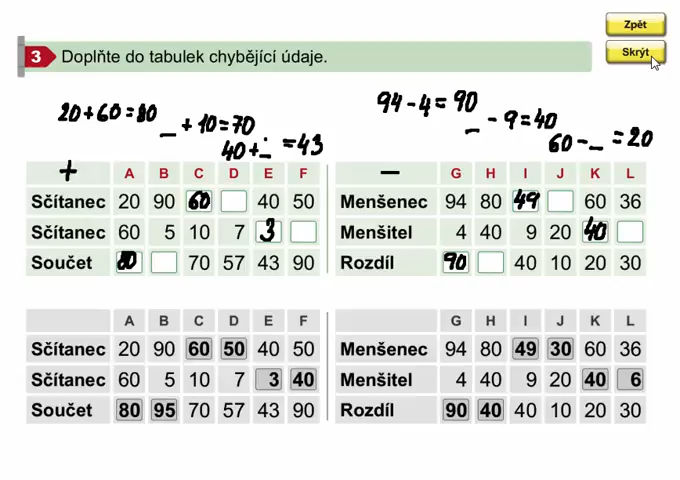 Zpět
3 Doplňte do tabulek chybějící údaje.
Skrýt
20+60=80
_ +10=70
40+_ =43
94-4=90
_ -9=40
60-_ =20
+ A B C D E F
Sčítanec 20 90 60 40 50
Sčítanec 60 5 10 7 3
Součet 80 70 57 43 90
— G H I J K L
Menšenec 94 80 49 60 36
Menšitel 4 40 9 20 40
Rozdíl 90 40 10 20 30
A B C D E F
Sčítanec 20 90 60 50 40 50
Sčítanec 60 5 10 7 3 40
Součet 80 95 70 57 43 90
G H I J K L
Menšenec 94 80 49 30 60 36
Menšitel 4 40 9 20 40 6
Rozdíl 90 40 40 10 20 30